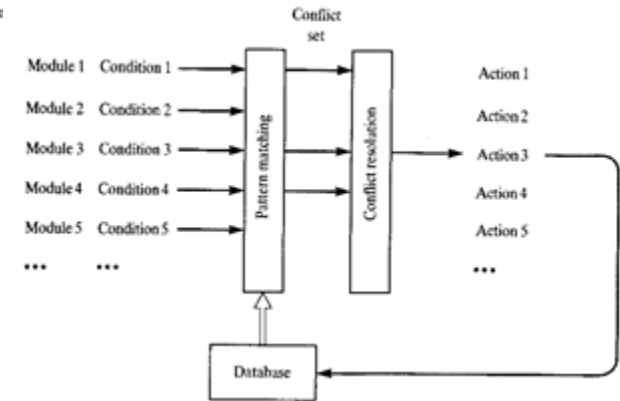 Conflict
set
Module 1 Condition 1 Action 1
Module 2 Condition 2 Action 2
Module 3 Condition 3 Action 3
Module 4 Condition 4 Action 4
Module 5 Condition 5 Action 5
••• ••• •••
Pattern matching
Conflict resolution
Database